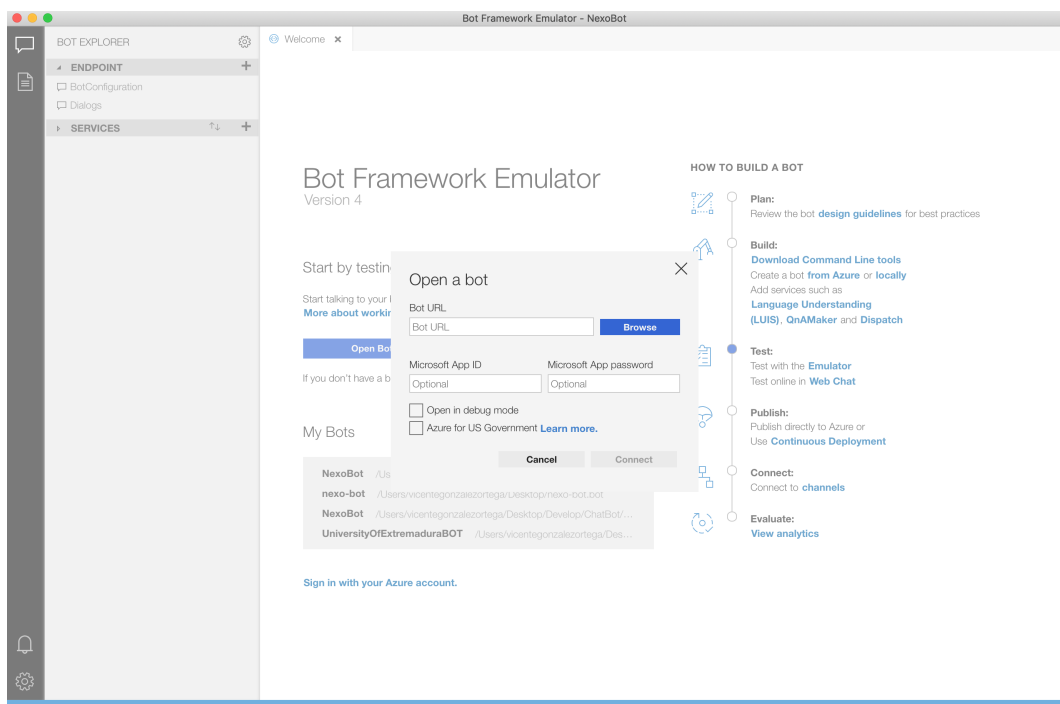 Bot Framework Emulator - NexoBot
BOT EXPLORER
Welcome
ENDPOINT
BotConfiguration
Dialogs
SERVICES
Bot Framework Emulator
Version 4
Start by testin
Start talking to your
More about workin
Open Bo
If you don't have a b
My Bots
NexoBot /Us
nexo-bot /Users/vicentegonzalezortega/Desktop/nexo-bot.bot
NexoBot /Users/vicentegonzalezortega/Desktop/Develop/ChatBot/...
UniversityOfExtremaduraBOT /Users/vicentegonzalezortega/Des...
Sign in with your Azure account.
Open a bot
Bot URL
Bot URL
Browse
Microsoft App ID Microsoft App password
Optional Optional
Open in debug mode
Azure for US Government Learn more.
Cancel Connect
HOW TO BUILD A BOT
Plan:
Review the bot design guidelines for best practices
Build:
Download Command Line tools
Create a bot from Azure or locally
Add services such as
Language Understanding
(LUIS), QnAMaker and Dispatch
Test:
Test with the Emulator
Test online in Web Chat
Publish:
Publish directly to Azure or
Use Continuous Deployment
Connect:
Connect to channels
Evaluate:
View analytics